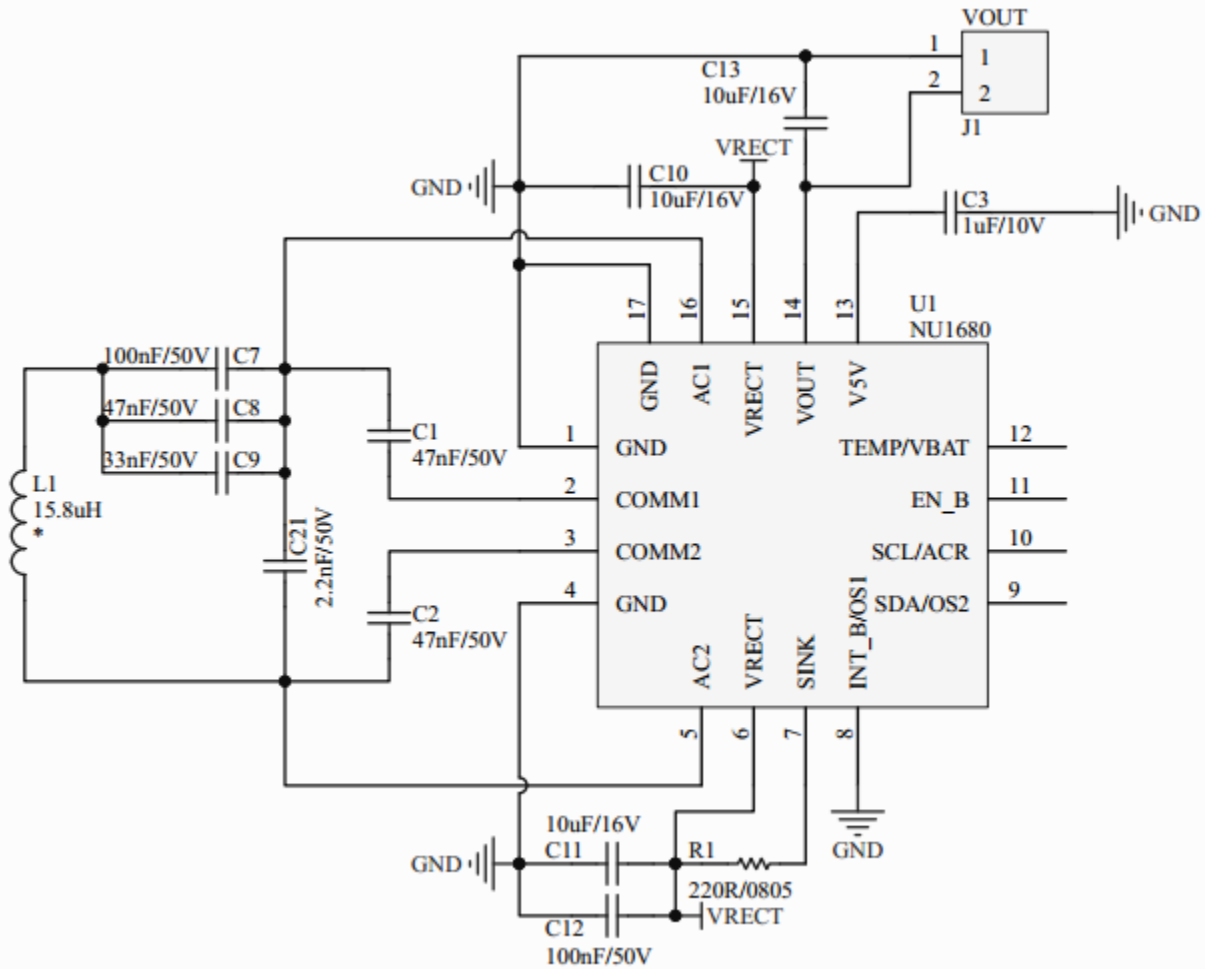 VOUT
1
1
2
2
J1
C13
10uF/16V
VRECT
GND
C10
10uF/16V
C3
1uF/10V
GND
U1
NU1680
17
16
15
14
13
GND
AC1
VRECT
VOUT
V5V
100nF/50V
C7
47nF/50V
C8
33nF/50V
C9
L1
15.8uH
*
C21
2.2nF/50V
C1
47nF/50V
C2
47nF/50V
1
GND
2
COMM1
3
COMM2
4
GND
TEMP/VBAT
12
EN_B
11
SCL/ACR
10
SDA/OS2
9
AC2
VRECT
SINK
INT_B/OS1
5
6
7
8
GND
10uF/16V
C11
GND
R1
220R/0805
VRECT
C12
100nF/50V